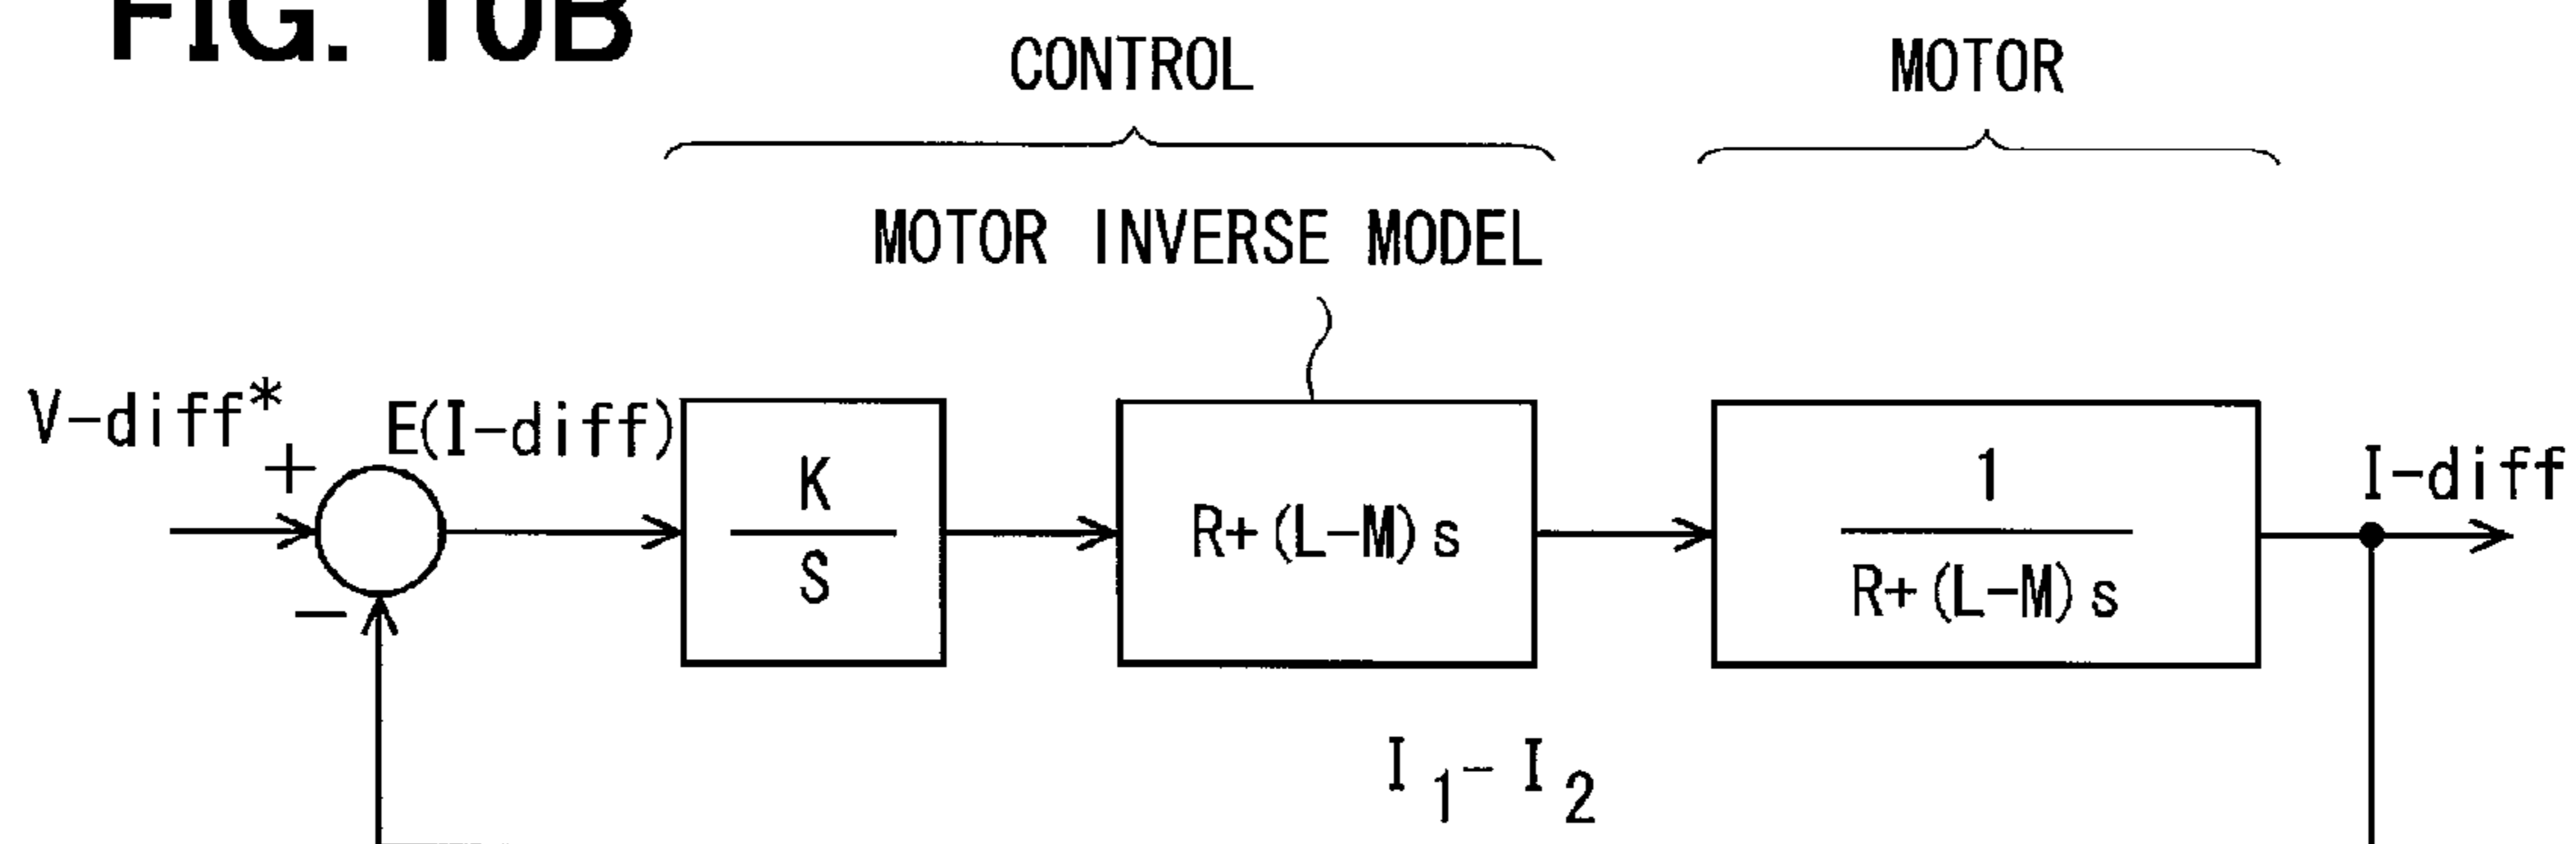 FIG. 10B
CONTROL
MOTOR
MOTOR INVERSE MODEL
V-diff*
E(I-diff)
+
−
K
S
R+(L-M)s
1
R+(L-M)s
I-diff
I1-I2